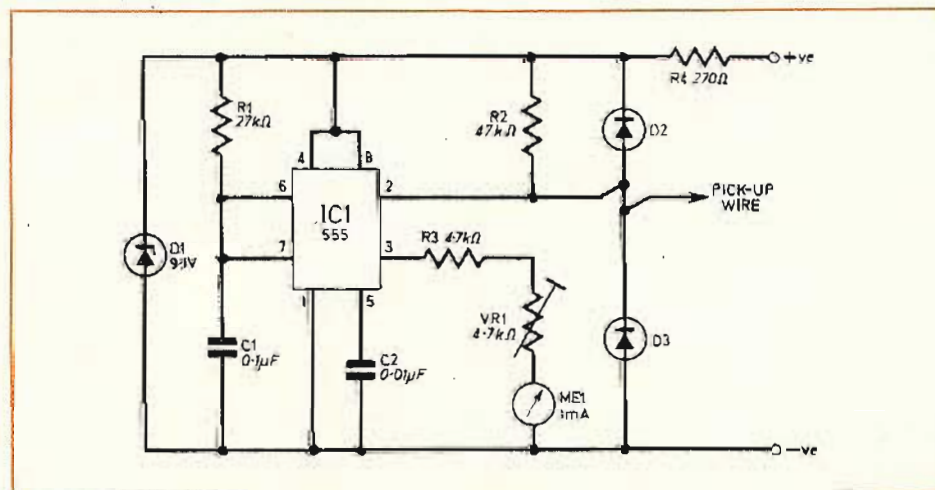 R1
27kΩ
R2
47kΩ
R4 270Ω
+ve
D2
4
8
6
2
IC1
555
7
3
1
5
PICK-UP
WIRE
R3 4·7kΩ
D1
9·1V
VR1
4·7kΩ
D3
C1
0·1µF
C2
0·01µF
ME1
1mA
-ve